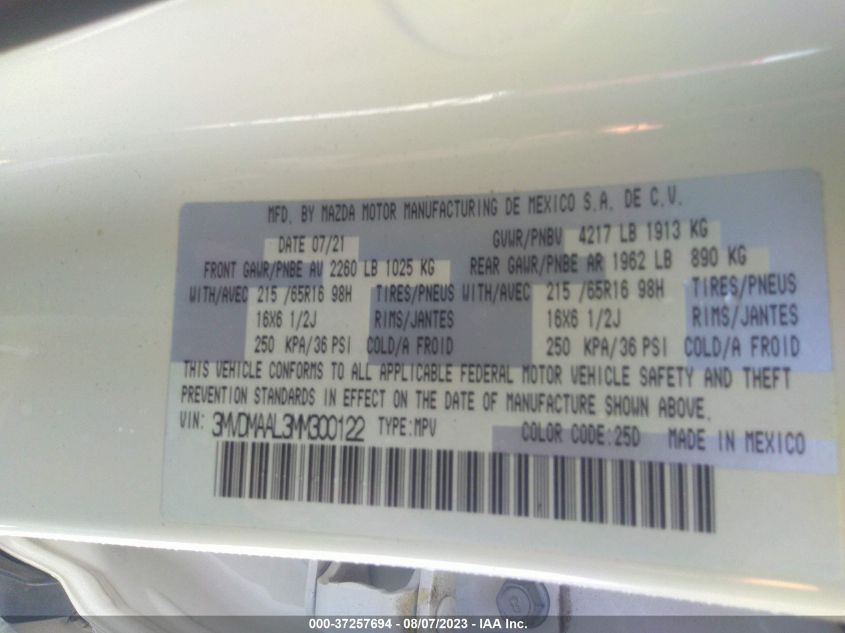 MFD. BY MAZDA MOTOR MANUFACTURING DE MEXICO S.A. DE C.V.
DATE 07/21 GVWR/PNBV 4217 LB 1913 KG
FRONT GAWR/PNBE AV 2260 LB 1025 KG REAR GAWR/PNBE AR 1962 LB 890 KG
WITH/AVEC 215 /65R16 98H TIRES/PNEUS WITH/AVEC 215 /65R16 98H TIRES/PNEUS
16X6 1/2J RIMS/JANTES 16X6 1/2J RIMS/JANTES
250 KPA/36 PSI COLD/A FROID 250 KPA/36 PSI COLD/A FROID
THIS VEHICLE CONFORMS TO ALL APPLICABLE FEDERAL MOTOR VEHICLE SAFETY AND THEFT
PREVENTION STANDARDS IN EFFECT ON THE DATE OF MANUFACTURE SHOWN ABOVE.
VIN: 3MVDMAAL3MM300122 TYPE:MPV COLOR CODE:25D MADE IN MEXICO
000-37257694 - 08/07/2023 - IAA Inc.